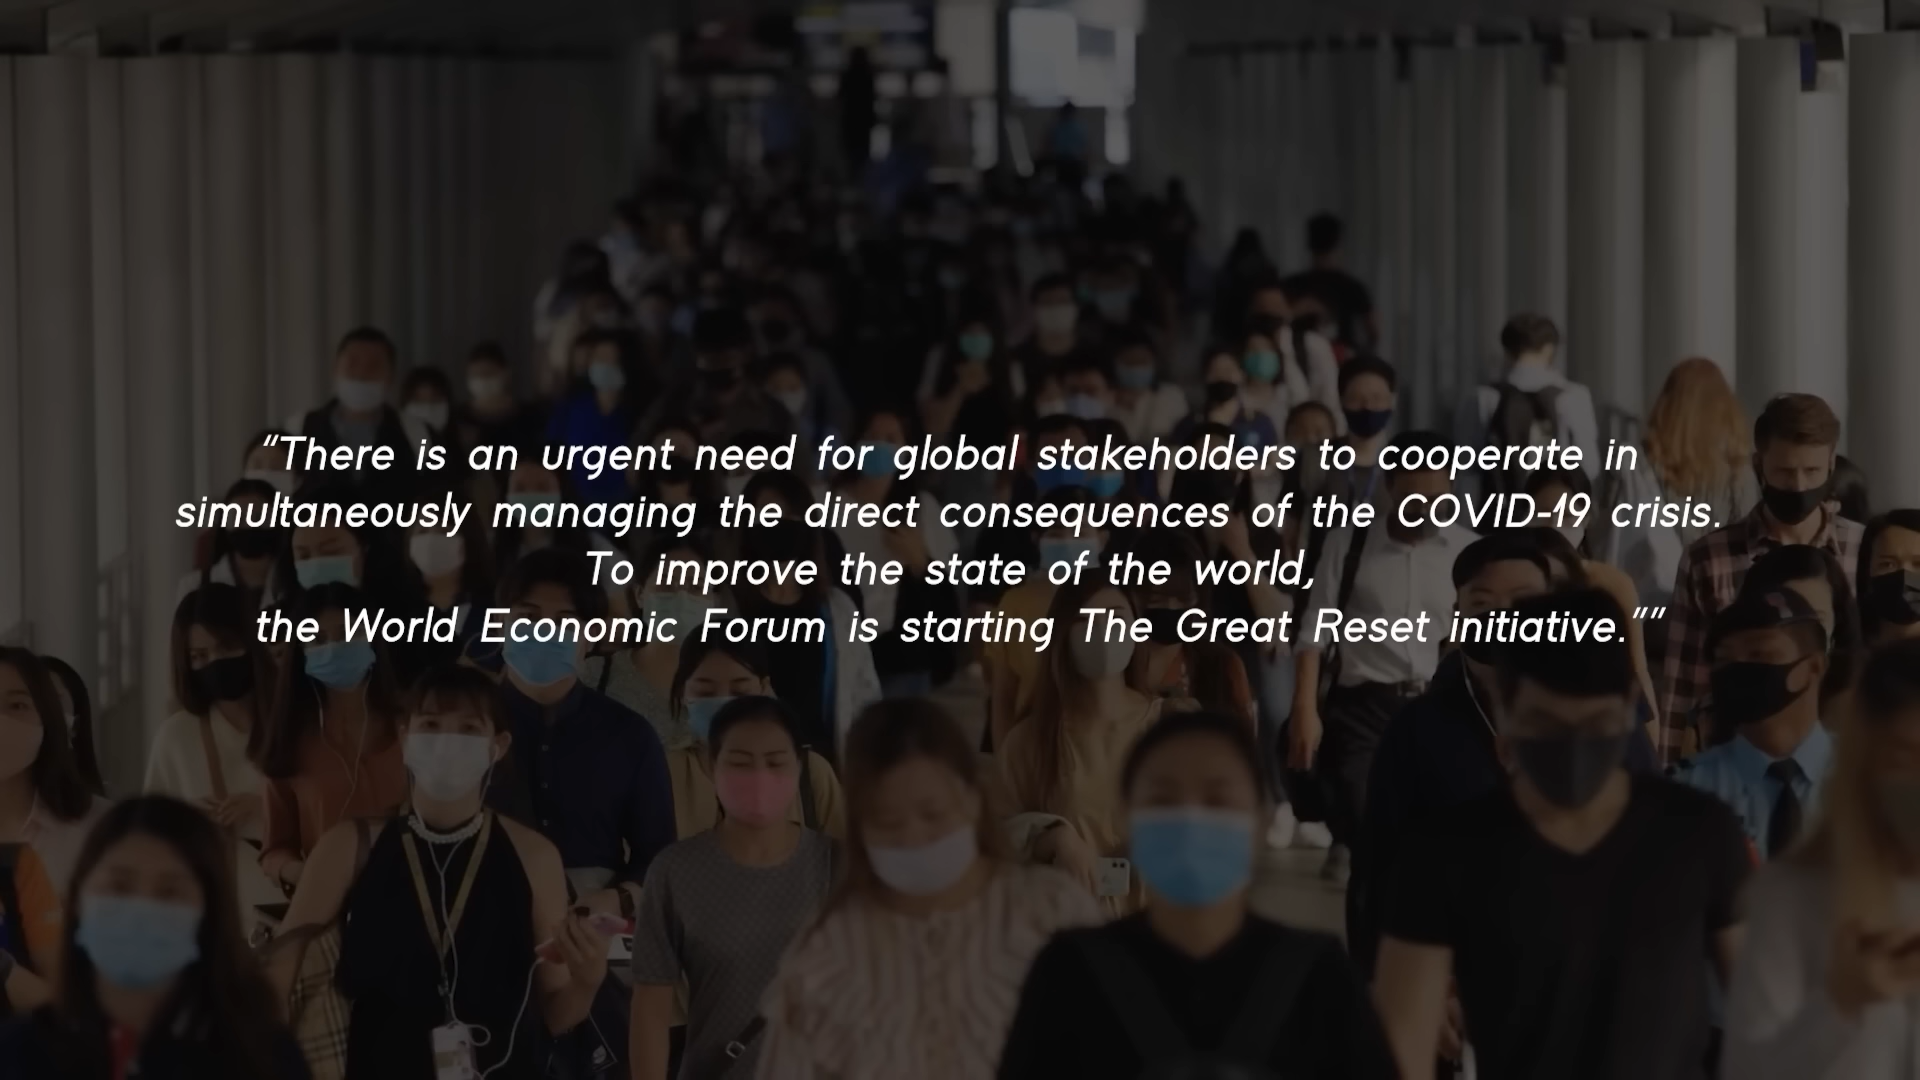 “There is an urgent need for global stakeholders to cooperate in
simultaneously managing the direct consequences of the COVID-19 crisis.
To improve the state of the world,
the World Economic Forum is starting The Great Reset initiative.””